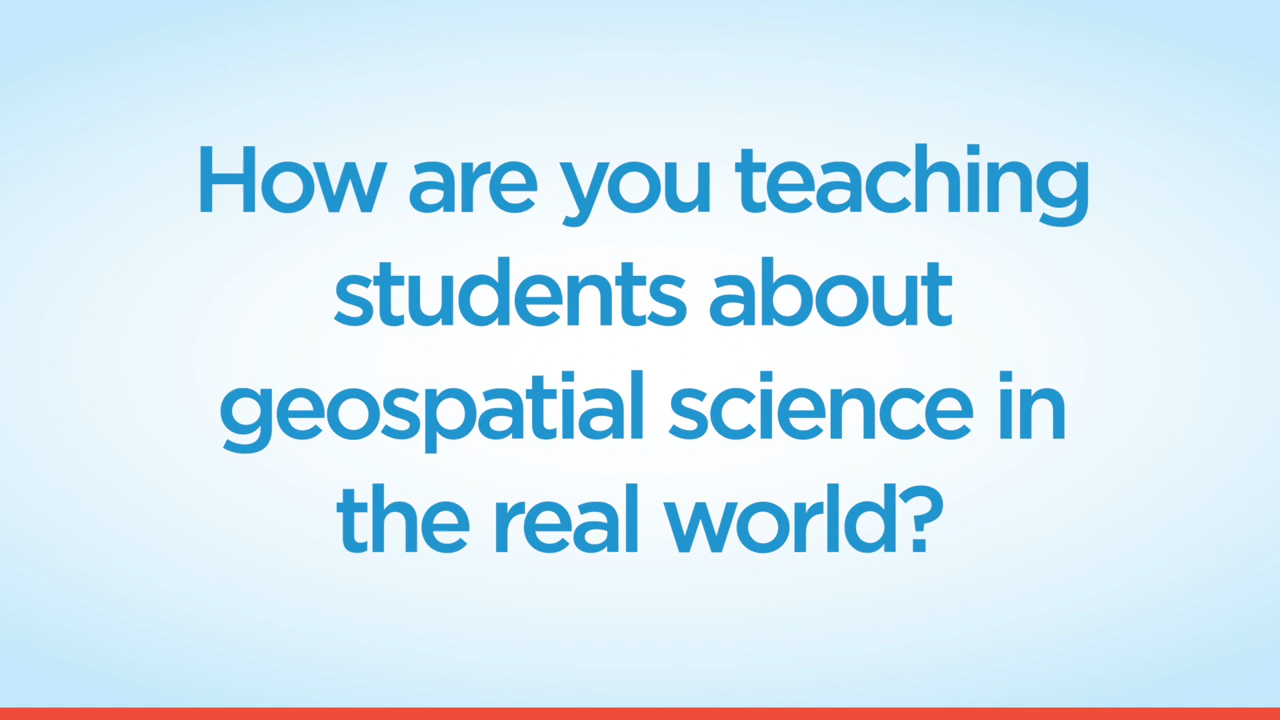 How are you teaching
students about
geospatial science in
the real world?